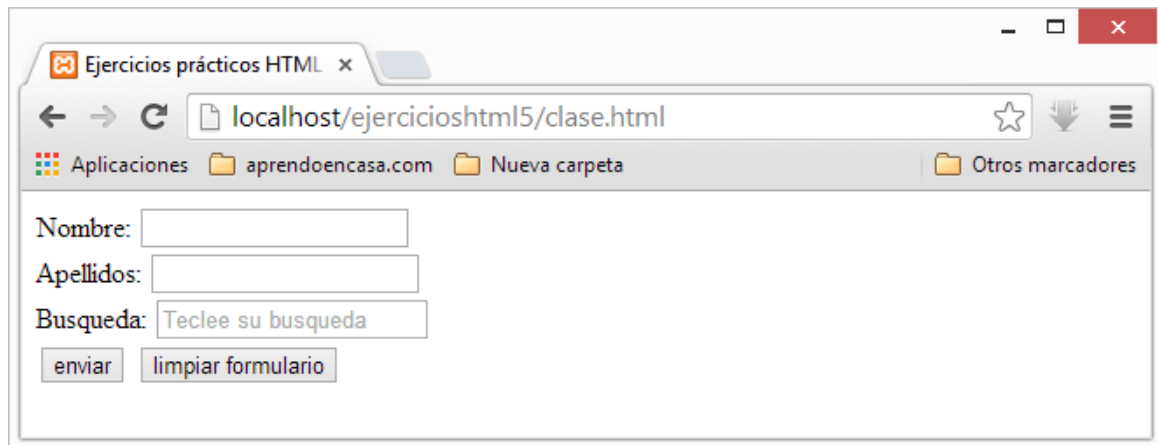 Ejercicios prácticos HTML
localhost/ejercicioshtml5/clase.html
Aplicaciones aprendoencasa.com Nueva carpeta Otros marcadores
Nombre:
Apellidos:
Busqueda: Teclee su busqueda
enviar limpiar formulario